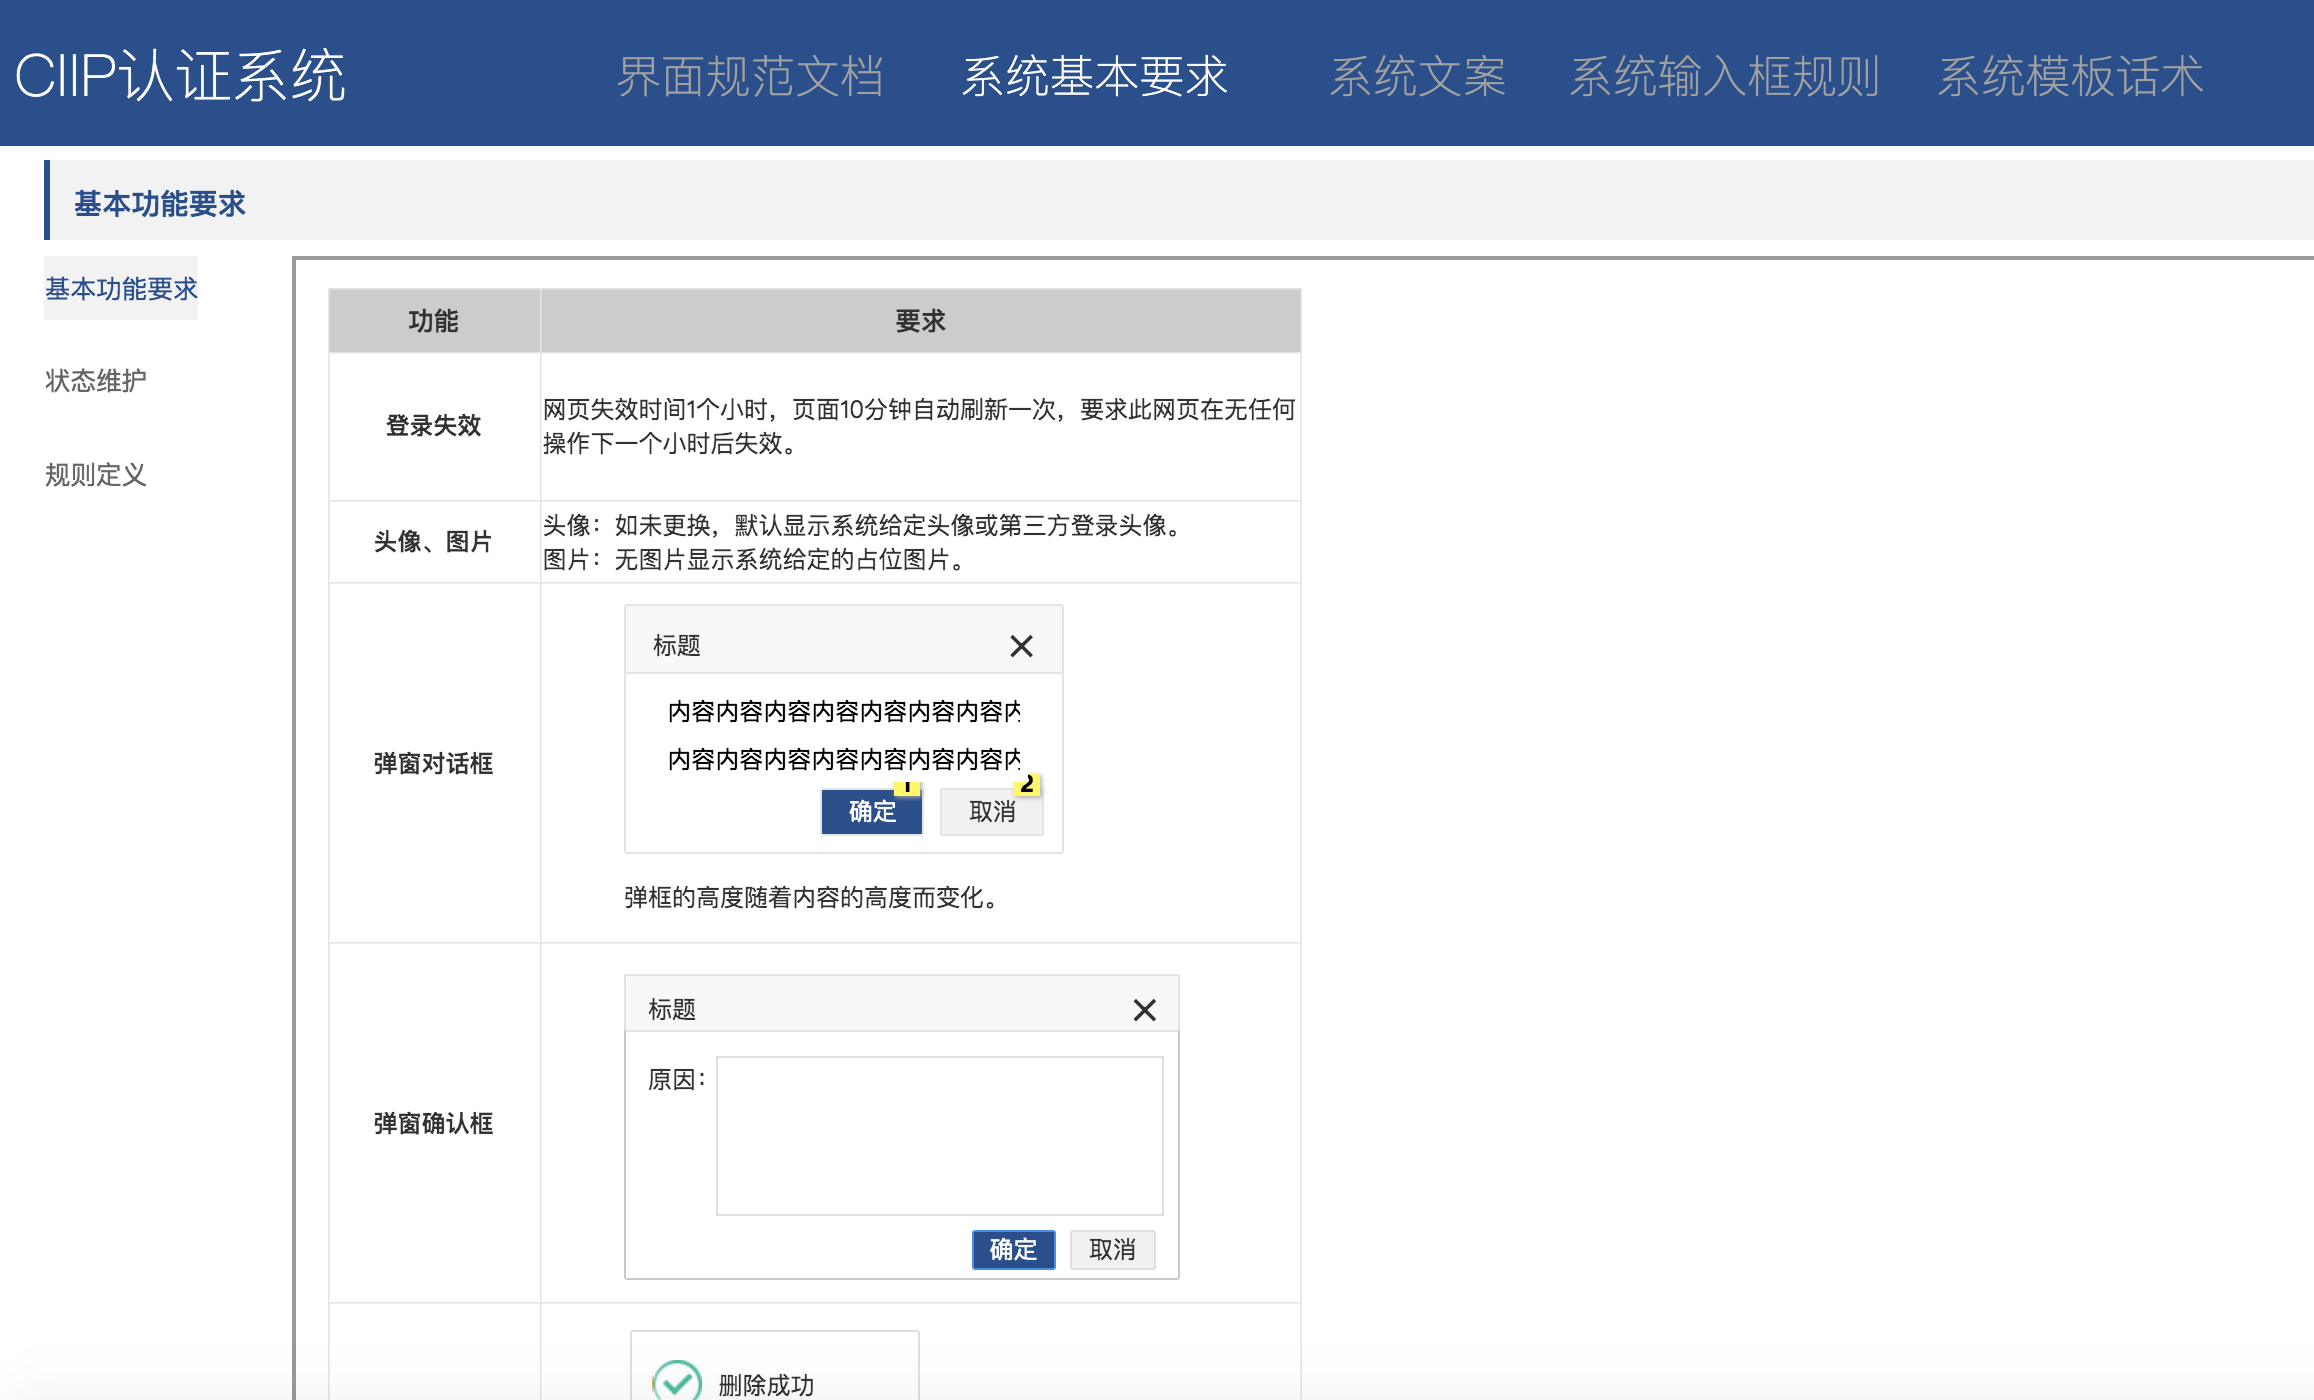 CIIP认证系统
界面规范文档
系统基本要求
系统文案
系统输入框规则
系统模板话术
基本功能要求
基本功能要求
状态维护
规则定义
功能
要求
登录失效
网页失效时间1个小时，页面10分钟自动刷新一次，要求此网页在无任何
操作下一个小时后失效。
头像、图片
头像：如未更换，默认显示系统给定头像或第三方登录头像。
图片：无图片显示系统给定的占位图片。
弹窗对话框
标题
内容内容内容内容内容内容内容内
内容内容内容内容内容内容内容内
1
2
确定
取消
弹框的高度随着内容的高度而变化。
弹窗确认框
标题
原因：
确定
取消
删除成功